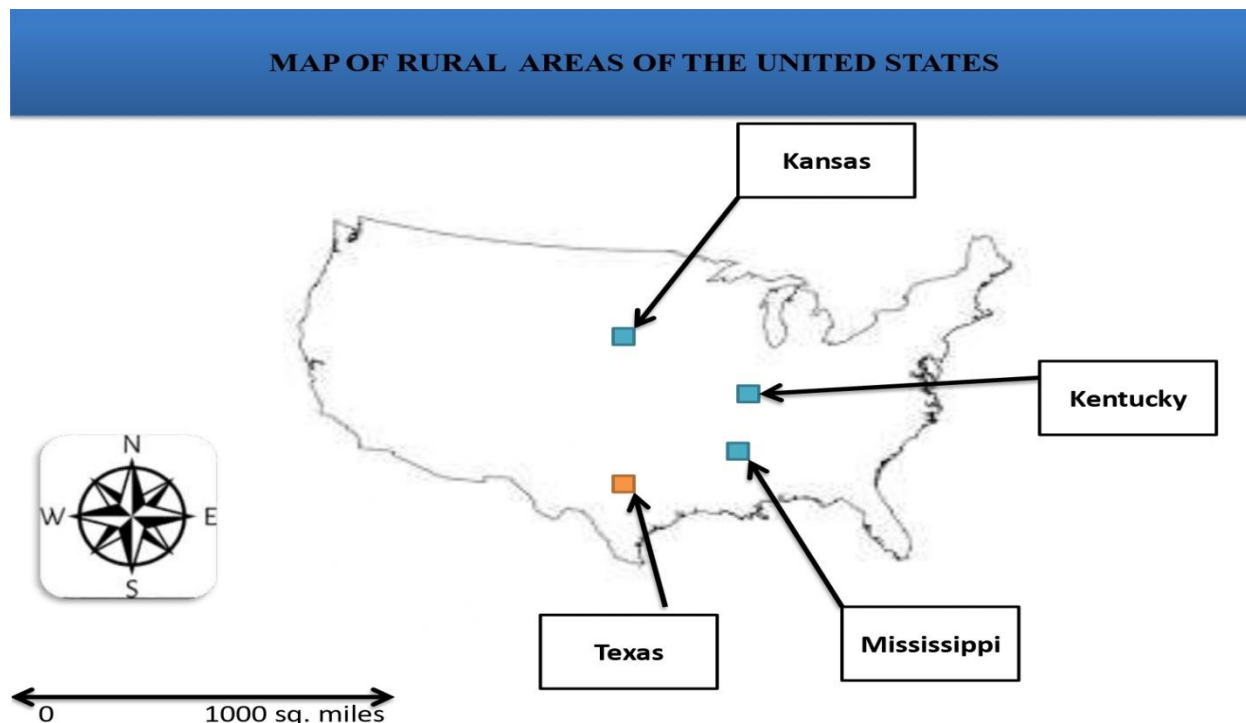 MAP OF RURAL AREAS OF THE UNITED STATES
Kansas
Kentucky
N
W E
S
Texas
Mississippi
0 1000 sq. miles